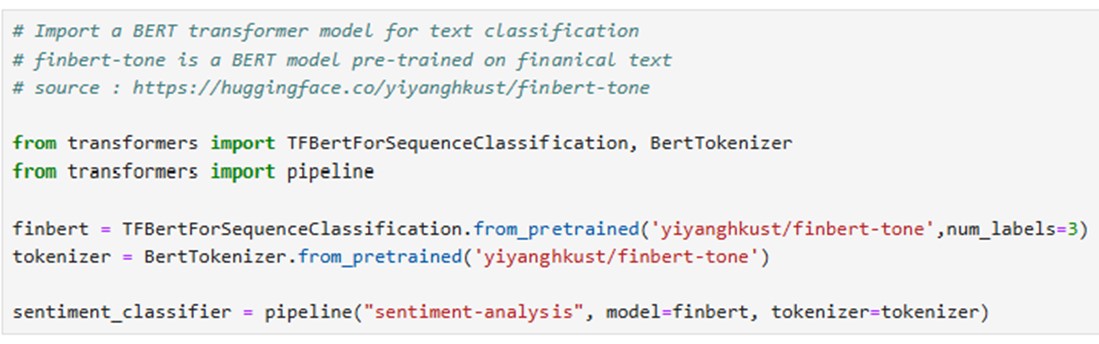 # Import a BERT transformer model for text classification
# finbert-tone is a BERT model pre-trained on finanical text
# source : https://huggingface.co/yiyanghkust/finbert-tone
from transformers import TFBertForSequenceClassification, BertTokenizer
from transformers import pipeline
finbert = TFBertForSequenceClassification.from_pretrained('yiyanghkust/finbert-tone',num_labels=3)
tokenizer = BertTokenizer.from_pretrained('yiyanghkust/finbert-tone')
sentiment_classifier = pipeline("sentiment-analysis", model=finbert, tokenizer=tokenizer)